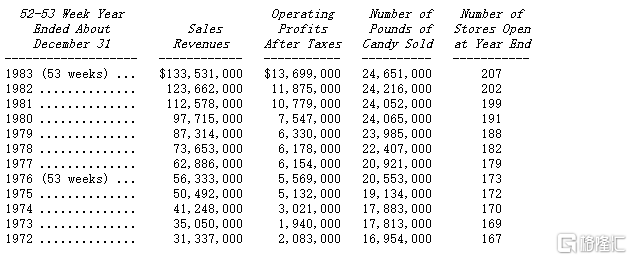 52-53 Week Year Operating Number of Number of
Ended About Sales Profits Pounds of Stores Open
December 31 Revenues After Taxes Candy Sold at Year End
1983 (53 weeks) ... $133,531,000 $13,699,000 24,651,000 207
1982 .............. 123,662,000 11,875,000 24,216,000 202
1981 .............. 112,578,000 10,779,000 24,052,000 199
1980 .............. 97,715,000 7,547,000 24,065,000 191
1979 .............. 87,314,000 6,330,000 23,985,000 188
1978 .............. 73,653,000 6,178,000 22,407,000 182
1977 .............. 62,886,000 6,154,000 20,921,000 179
1976 (53 weeks) ... 56,333,000 5,569,000 20,553,000 173
1975 .............. 50,492,000 5,132,000 19,134,000 172
1974 .............. 41,248,000 3,021,000 17,883,000 170
1973 .............. 35,050,000 1,940,000 17,813,000 169
1972 .............. 31,337,000 2,083,000 16,954,000 167
格隆汇